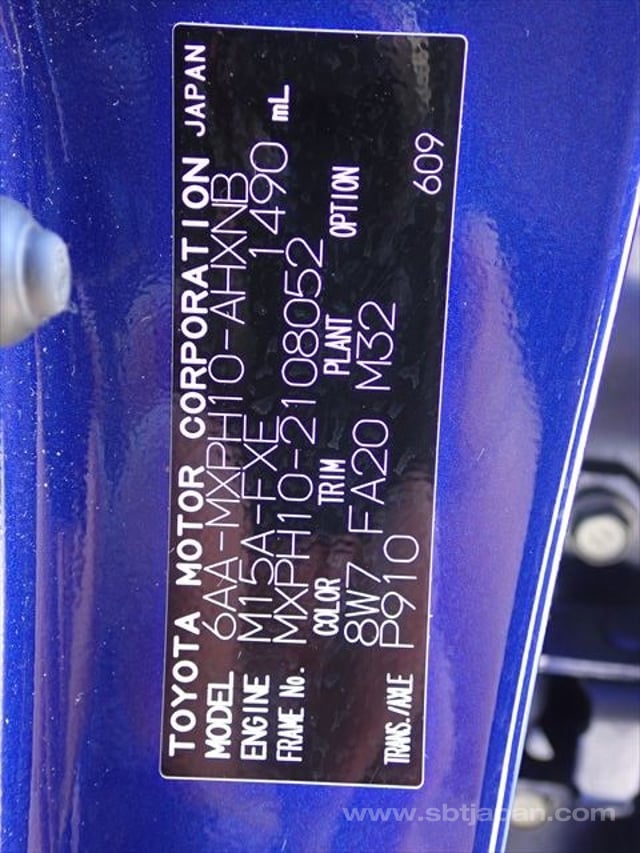 TOYOTA MOTOR CORPORATION JAPAN
MODEL 6AA-MXPH10-AHXNB
ENGINE M15A-FXE 1490 mL
FRAME No. MXPH10-2108052
COLOR TRIM PLANT OPTION
8W7 FA20 M32
TRANS./AXLE P910 609
www.sbtjapan.com